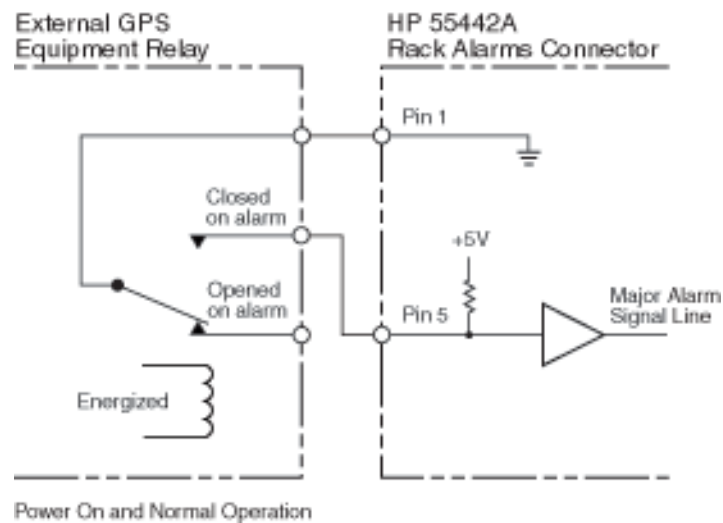 External GPS
Equipment Relay
HP 55442A
Rack Alarms Connector
Pin 1
Closed
on alarm
+5V
Opened
on alarm
Pin 5
Major Alarm
Signal Line
Energized
Power On and Normal Operation